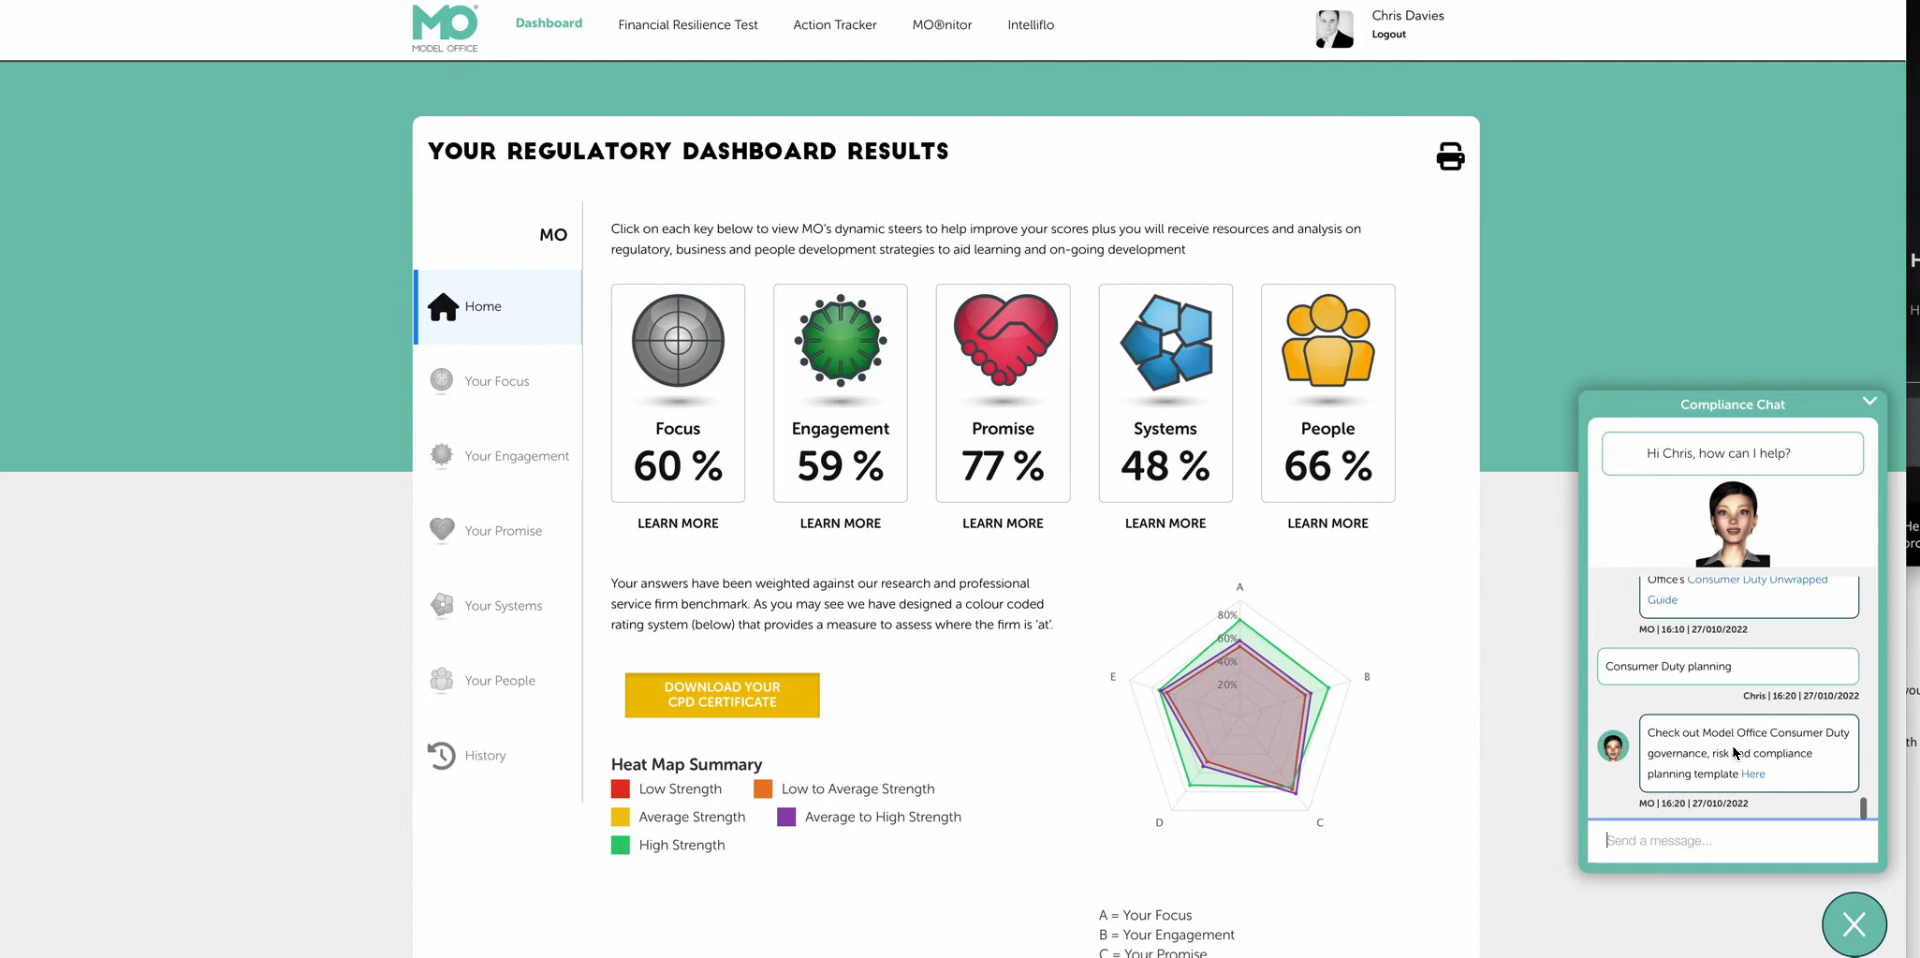 MO
MODEL OFFICE
Dashboard
Financial Resilience Test
Action Tracker
MO®nitor
Intelliflo
Chris Davies
Logout
YOUR REGULATORY DASHBOARD RESULTS
MO
Home
Your Focus
Your Engagement
Your Promise
Your Systems
Your People
History
Click on each key below to view MO's dynamic steers to help improve your scores plus you will receive resources and analysis on
regulatory, business and people development strategies to aid learning and on-going development
Focus
60 %
LEARN MORE
Engagement
59 %
LEARN MORE
Promise
77 %
LEARN MORE
Systems
48 %
LEARN MORE
People
66 %
LEARN MORE
Your answers have been weighted against our research and professional
service firm benchmark. As you may see we have designed a colour coded
rating system (below) that provides a measure to assess where the firm is 'at'.
DOWNLOAD YOUR
CPD CERTIFICATE
Heat Map Summary
Low Strength
Low to Average Strength
Average Strength
Average to High Strength
High Strength
A
80%
60%
40%
20%
E
B
D
C
A = Your Focus
B = Your Engagement
C = Your Promise
Compliance Chat
Hi Chris, how can I help?
Office's Consumer Duty Unwrapped
Guide
MO | 16:10 | 27/010/2022
Consumer Duty planning
Chris | 16:20 | 27/010/2022
Check out Model Office Consumer Duty
governance, risk and compliance
planning template Here
MO | 16:20 | 27/010/2022
Send a message...